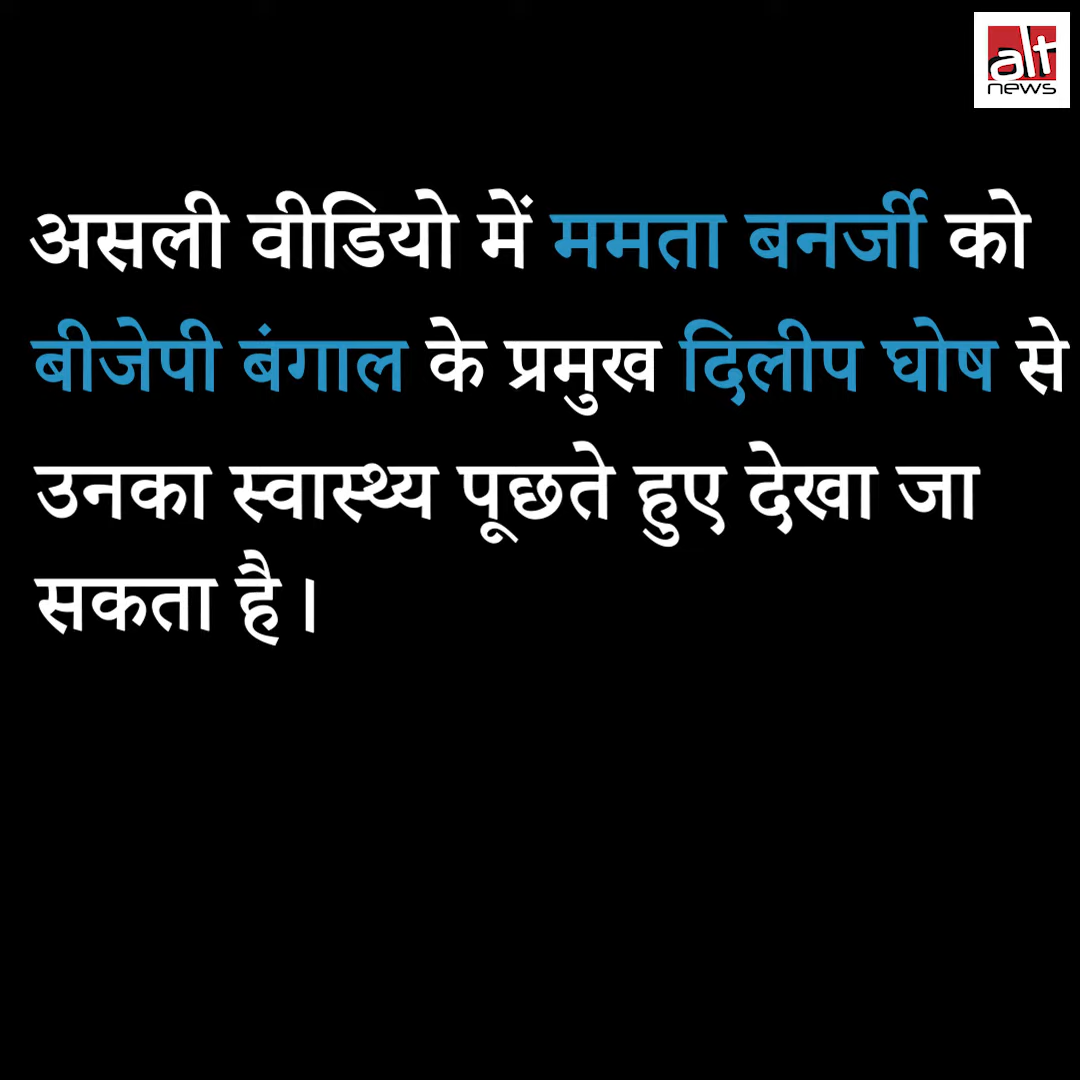 alt
news
असली वीडियो में ममता बनर्जी को
बीजेपी बंगाल के प्रमुख दिलीप घोष से
उनका स्वास्थ्य पूछते हुए देखा जा
सकता है।